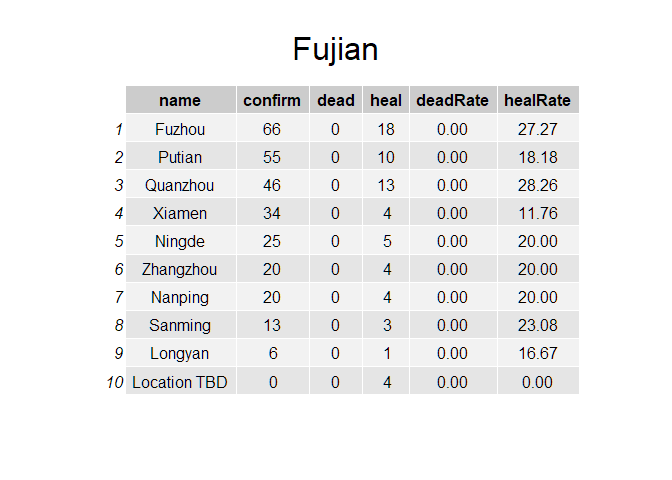 Fujian
name confirm dead heal deadRate healRate
1 Fuzhou 66 0 18 0.00 27.27
2 Putian 55 0 10 0.00 18.18
3 Quanzhou 46 0 13 0.00 28.26
4 Xiamen 34 0 4 0.00 11.76
5 Ningde 25 0 5 0.00 20.00
6 Zhangzhou 20 0 4 0.00 20.00
7 Nanping 20 0 4 0.00 20.00
8 Sanming 13 0 3 0.00 23.08
9 Longyan 6 0 1 0.00 16.67
10 Location TBD 0 0 4 0.00 0.00